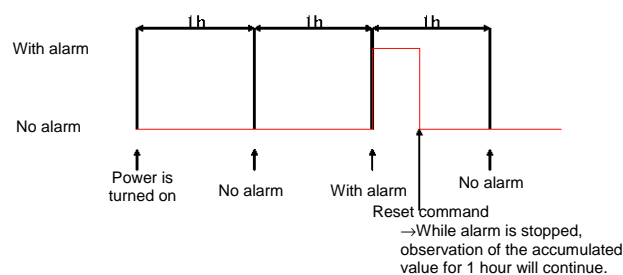 1h 1h 1h
With alarm
No alarm
Power is
turned on
No alarm
With alarm
No alarm
Reset command
→While alarm is stopped,
observation of the accumulated
value for 1 hour will continue.